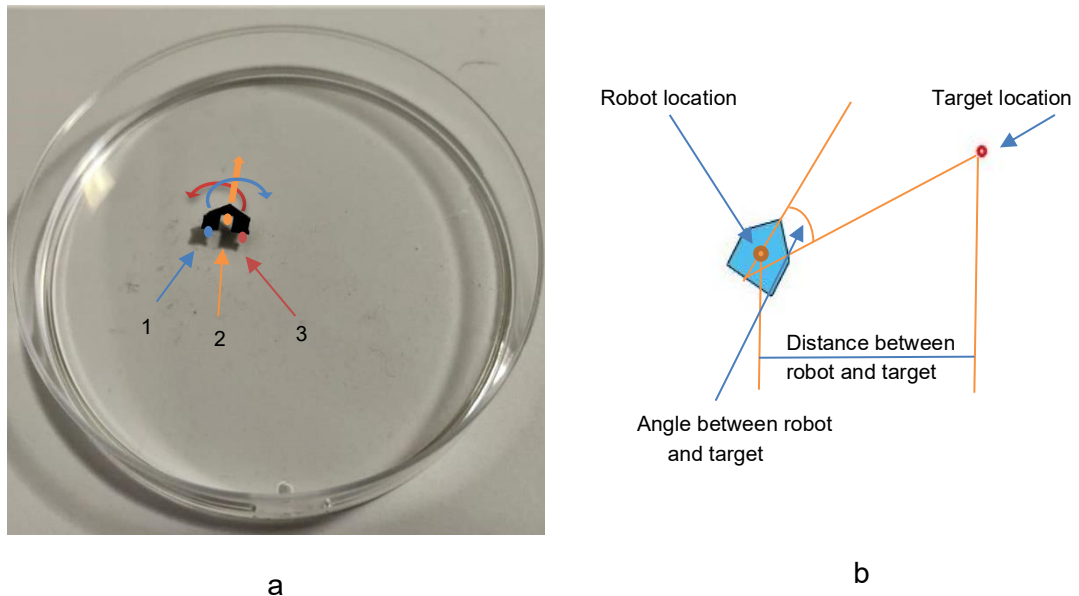 1
2
3
a
Robot location
Target location
Distance between
robot and target
Angle between robot
and target
b